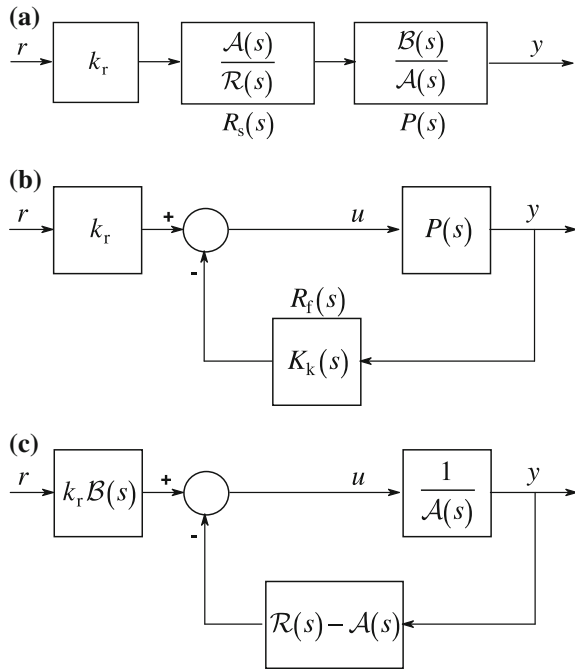 (a)
r
k_r
𝒜(s)
ℛ(s)
R_s(s)
ℬ(s)
𝒜(s)
P(s)
y
(b)
r
k_r
+
-
u
P(s)
y
R_f(s)
K_k(s)
(c)
r
k_r ℬ(s)
+
-
u
1
𝒜(s)
y
ℛ(s) − 𝒜(s)